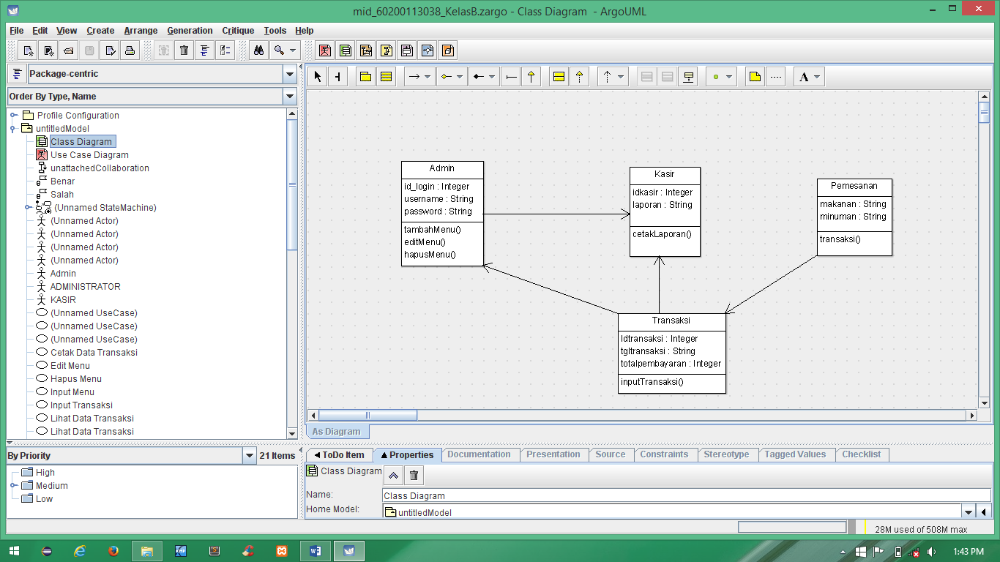 mid_60200113038_KelasB.zargo - Class Diagram - ArgoUML
File Edit View Create Arrange Generation Critique Tools Help
Package-centric
Order By Type, Name
Profile Configuration
untitledModel
Class Diagram
Use Case Diagram
unattachedCollaboration
Benar
Salah
(Unnamed StateMachine)
(Unnamed Actor)
(Unnamed Actor)
(Unnamed Actor)
(Unnamed Actor)
Admin
ADMINISTRATOR
KASIR
(Unnamed UseCase)
(Unnamed UseCase)
(Unnamed UseCase)
Cetak Data Transaksi
Edit Menu
Hapus Menu
Input Menu
Input Transaksi
Lihat Data Transaksi
Lihat Data Transaksi
A
Admin
id_login : Integer
username : String
password : String
tambahMenu()
editMenu()
hapusMenu()
Kasir
idkasir : Integer
laporan : String
cetakLaporan()
Pemesanan
makanan : String
minuman : String
transaksi()
Transaksi
Idtransaksi : Integer
tgltransaksi : String
totalpembayaran : Integer
inputTransaksi()
As Diagram
By Priority
21 Items
High
Medium
Low
ToDo Item Properties Documentation Presentation Source Constraints Stereotype Tagged Values Checklist
Class Diagram
Name:
Class Diagram
Home Model:
untitledModel
28M used of 508M max
1:43 PM